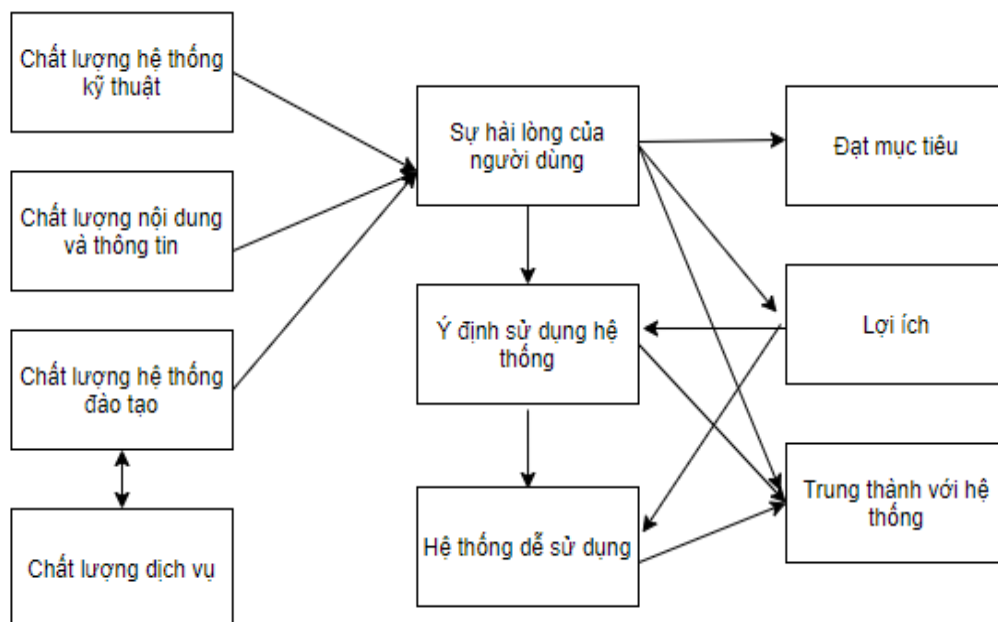 Chất lượng hệ thống
kỹ thuật
Chất lượng nội dung
và thông tin
Chất lượng hệ thống
đào tạo
Chất lượng dịch vụ
Sự hài lòng của
người dùng
Ý định sử dụng hệ
thống
Hệ thống dễ sử dụng
Đạt mục tiêu
Lợi ích
Trung thành với hệ
thống